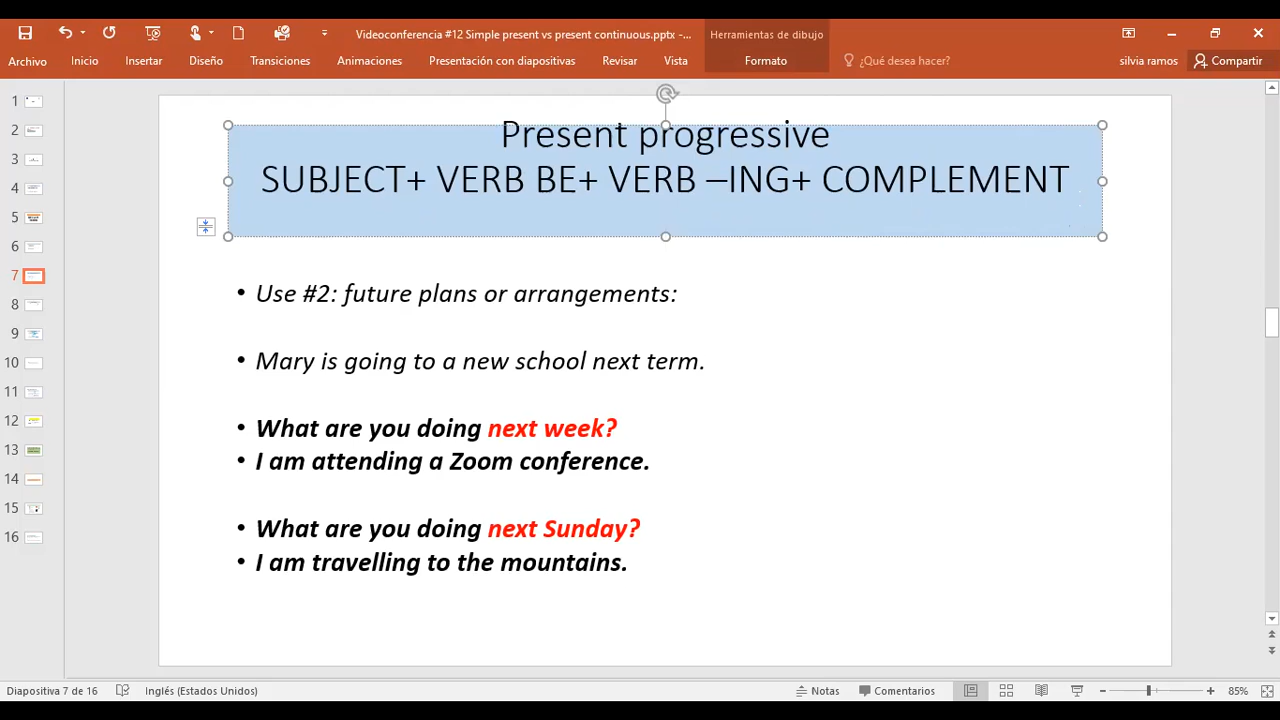 Videoconferencia #12 Simple present vs present continuous.pptx -...
Herramientas de dibujo
Archivo
Inicio
Insertar
Diseño
Transiciones
Animaciones
Presentación con diapositivas
Revisar
Vista
Formato
¿Qué desea hacer?
silvia ramos
Compartir
1
2
3
4
5
6
7
8
9
10
11
12
13
14
15
16
Present progressive
SUBJECT+ VERB BE+ VERB –ING+ COMPLEMENT
• Use #2: future plans or arrangements:
• Mary is going to a new school next term.
• What are you doing next week?
• I am attending a Zoom conference.
• What are you doing next Sunday?
• I am travelling to the mountains.
Diapositiva 7 de 16
Inglés (Estados Unidos)
Notas
Comentarios
85%